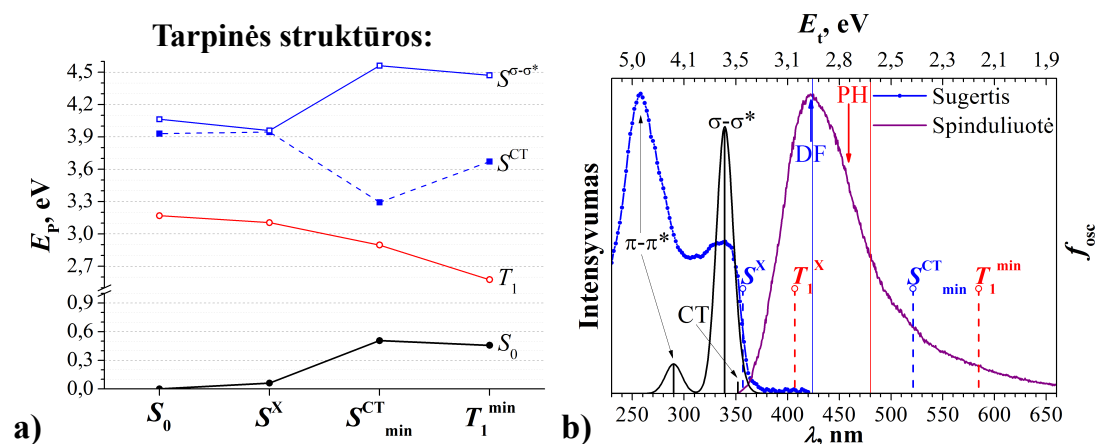 Tarpinės struktūros:
4,5
4,2
3,9
3,6
3,3
3,0
2,7
0,9
0,6
0,3
0,0
E_P, eV
S^σ-σ*
S^CT
T_1
S_0
S_0 S^X S^CT_min T_1^min
a)
E_t, eV
5,0 4,1 3,5 3,1 2,8 2,5 2,3 2,1 1,9
Sugertis
Spinduliuotė
σ-σ*
PH
DF
π-π*
CT
S^X
T_1^X
S^CT_min
T_1^min
Intensyvumas
f_osc
250 300 350 400 450 500 550 600 650
λ, nm
b)